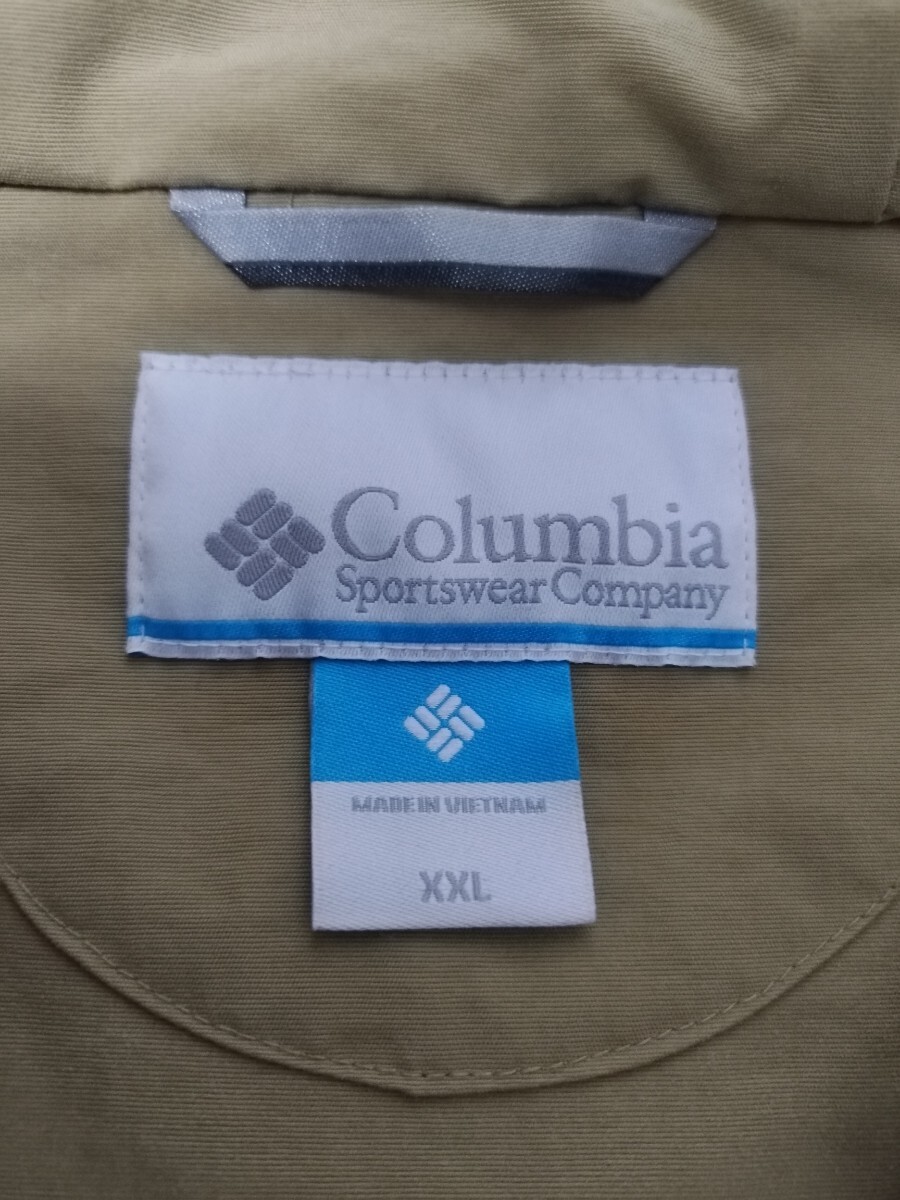 Columbia
Sportswear Company
MADE IN VIETNAM
XXL